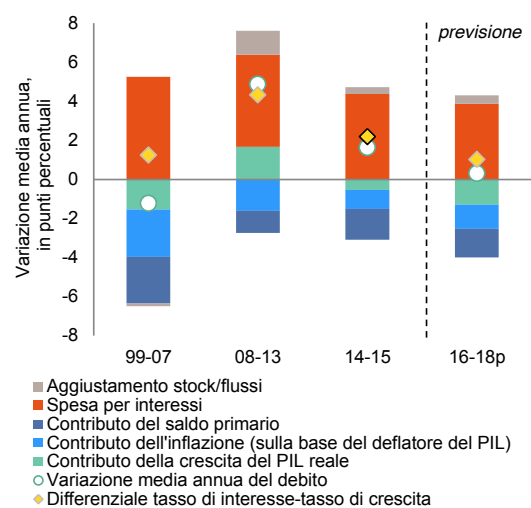 8
6
4
2
0
-2
-4
-6
-8
Variazione media annua,
in punti percentuali
previsione
99-07
08-13
14-15
16-18p
Aggiustamento stock/flussi
Spesa per interessi
Contributo del saldo primario
Contributo dell'inflazione (sulla base del deflatore del PIL)
Contributo della crescita del PIL reale
Variazione media annua del debito
Differenziale tasso di interesse-tasso di crescita